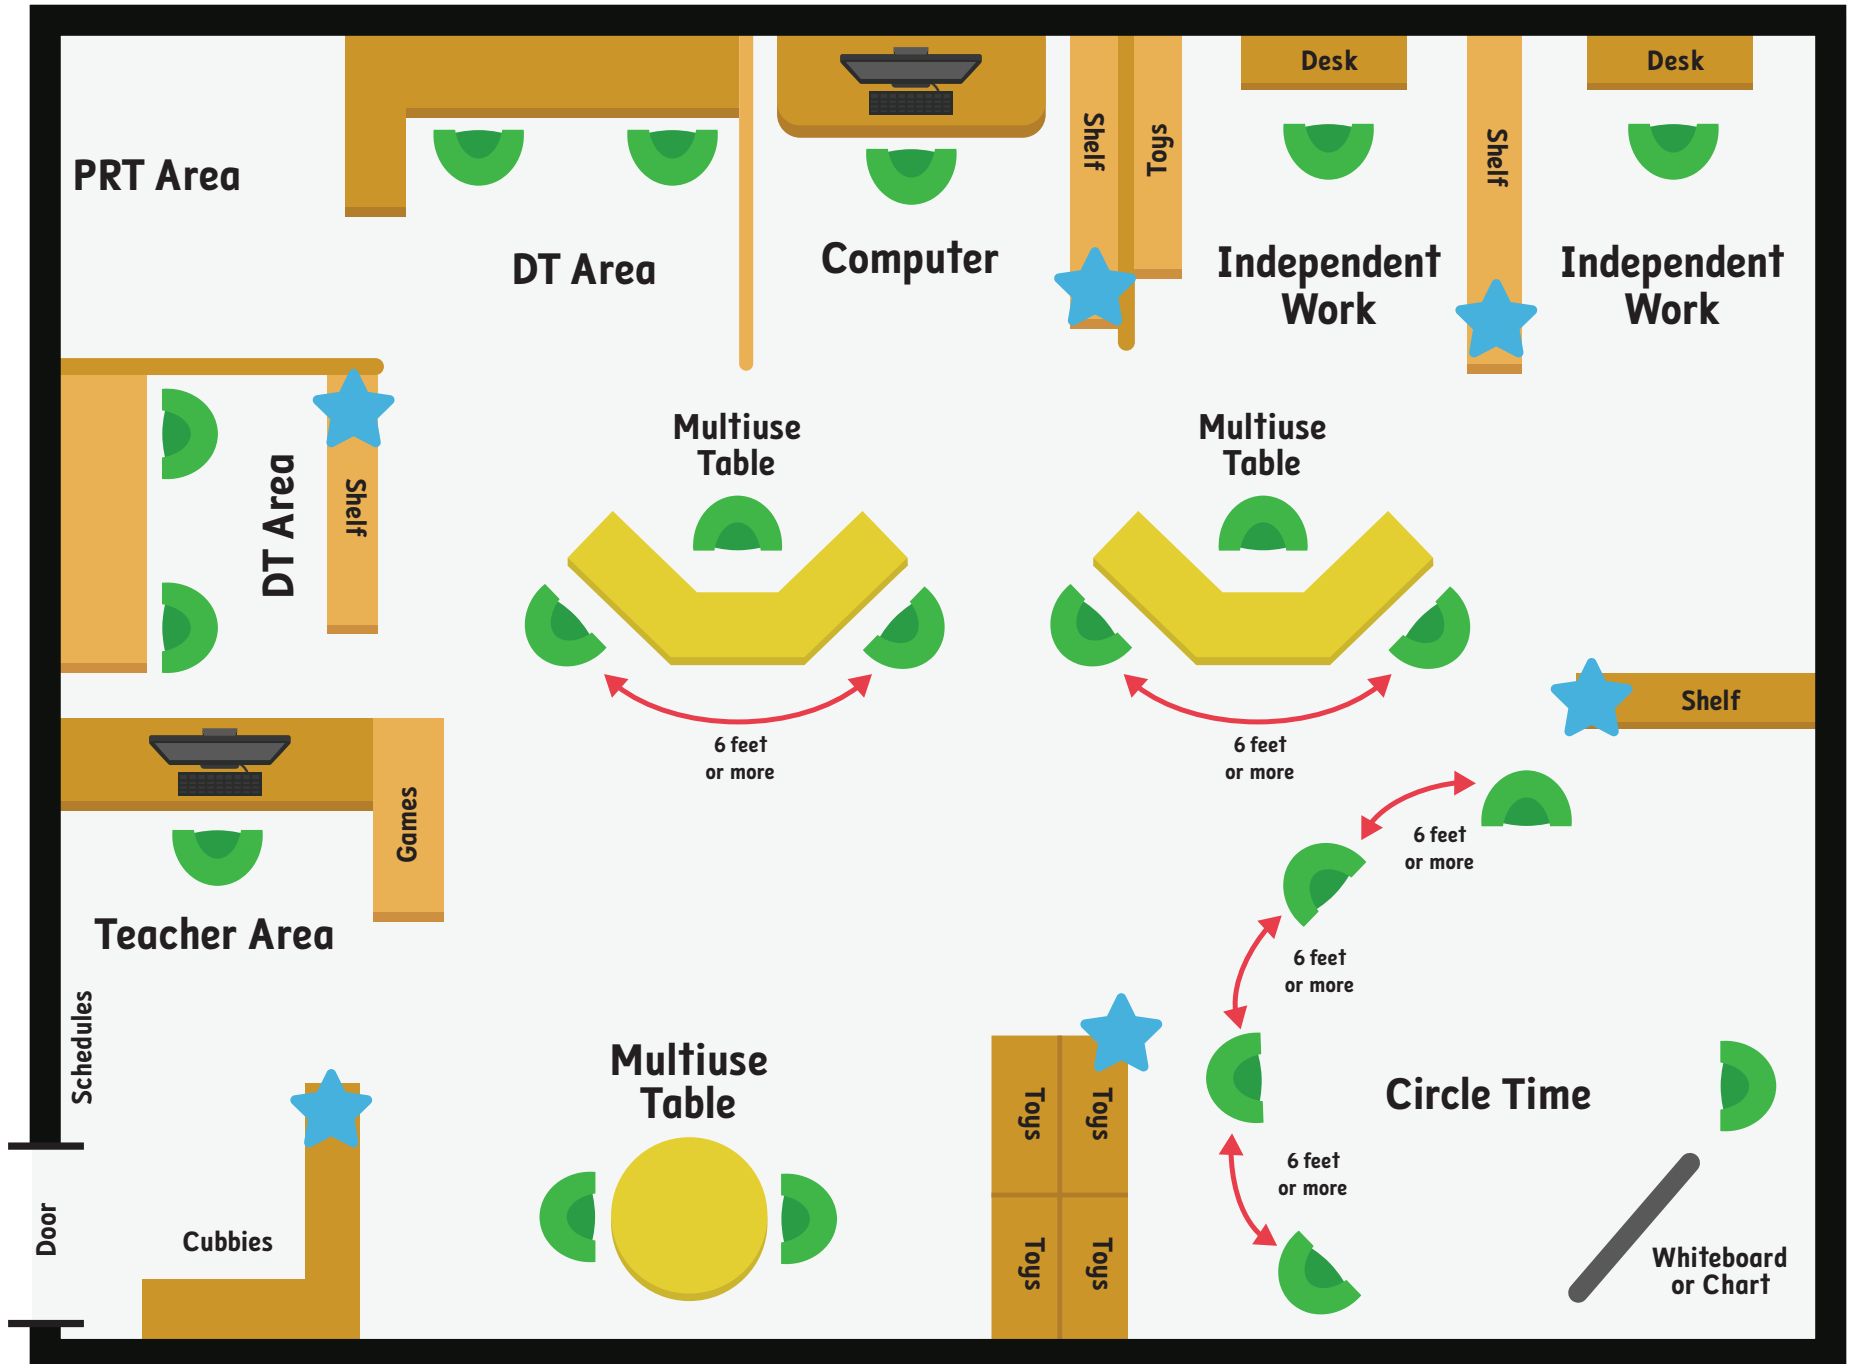 Desk
Desk
Shelf
Toys
Shelf
PRT Area
DT Area
Computer
Independent
Work
Independent
Work
Multiuse
Table
Multiuse
Table
DT Area
Shelf
Shelf
6 feet
or more
6 feet
or more
Games
6 feet
or more
Teacher Area
6 feet
or more
Schedules
Multiuse
Table
Toys
Toys
Circle Time
6 feet
or more
Door
Cubbies
Toys
Toys
Whiteboard
or Chart